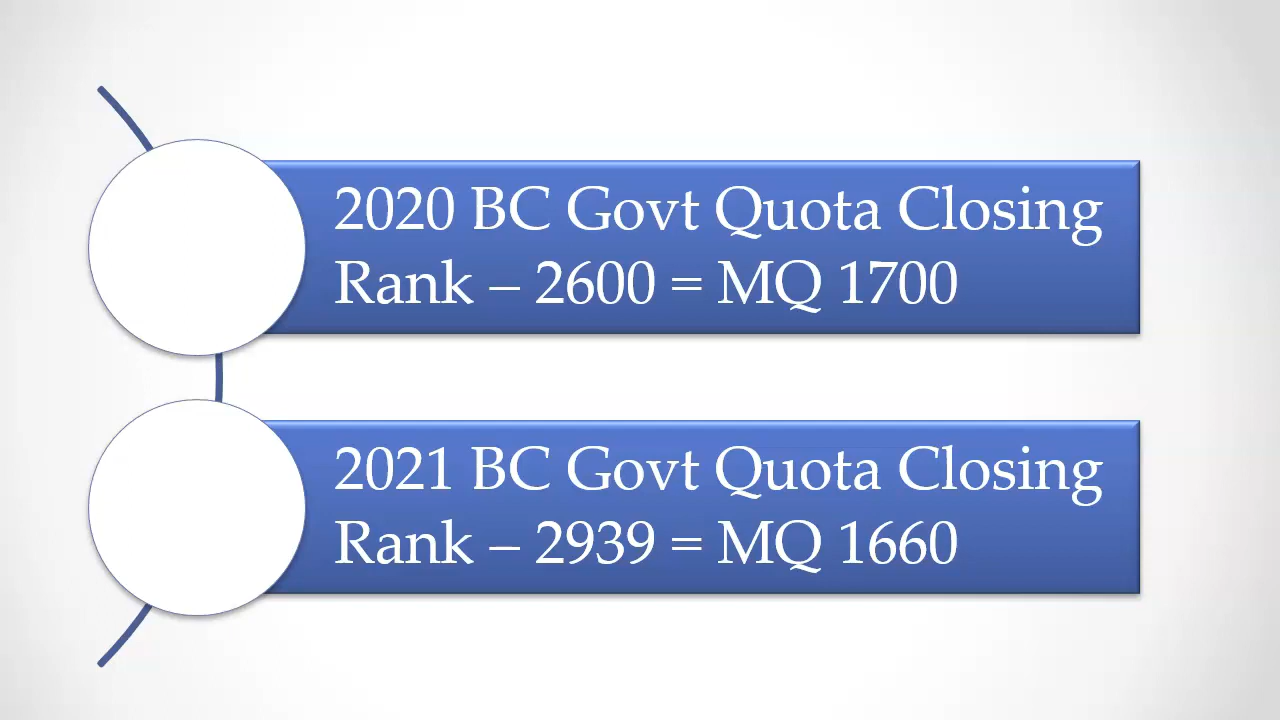 2020 BC Govt Quota Closing
Rank – 2600 = MQ 1700
2021 BC Govt Quota Closing
Rank – 2939 = MQ 1660